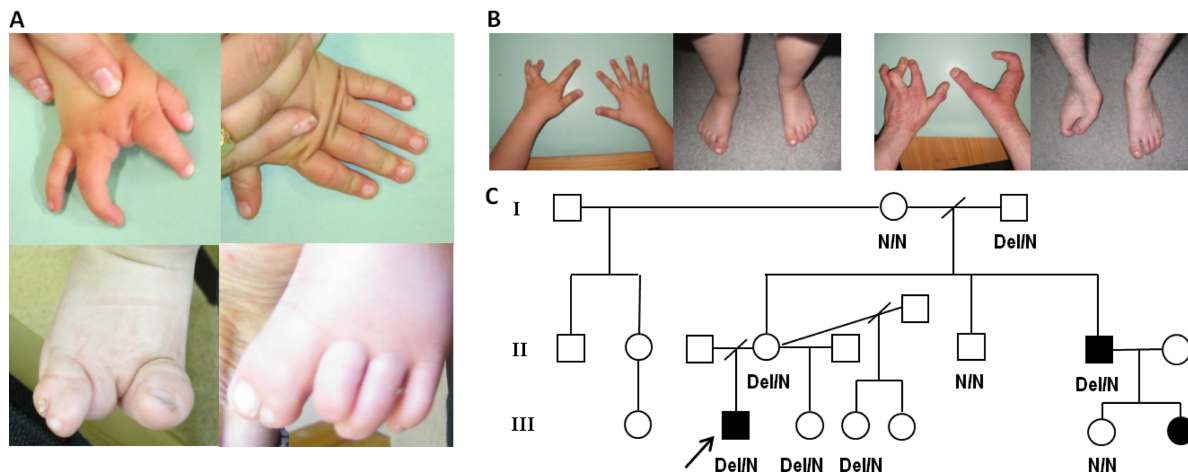 A
B
C
I
N/N Del/N
II
Del/N N/N Del/N
III
Del/N Del/N Del/N N/N